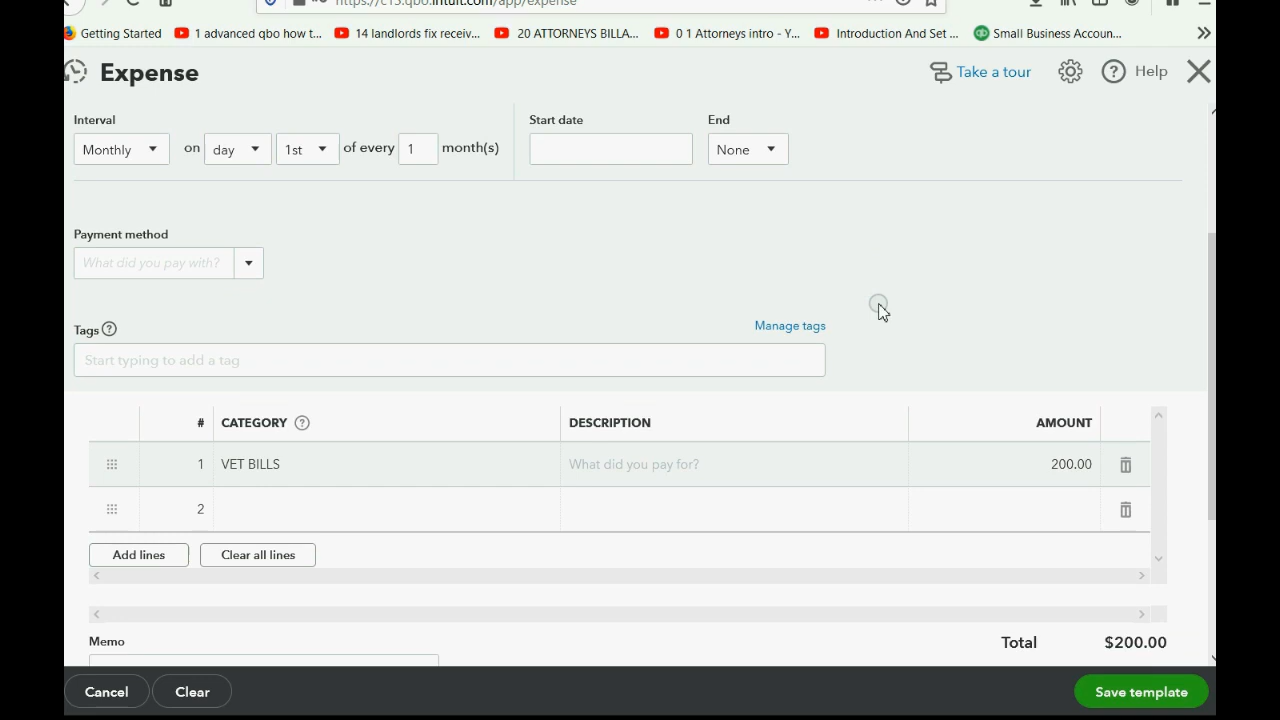 https://c15.qbo.intuit.com/app/expense
Getting Started
1 advanced qbo how t...
14 landlords fix receiv...
20 ATTORNEYS BILLA...
0 1 Attorneys intro - Y...
Introduction And Set ...
Small Business Accoun...
Expense
Take a tour
Help
Interval
Start date
End
Monthly on day 1st of every 1 month(s)
None
Payment method
What did you pay with?
Tags
Manage tags
Start typing to add a tag
# CATEGORY DESCRIPTION AMOUNT
1 VET BILLS What did you pay for? 200.00
2
Add lines Clear all lines
Memo
Total $200.00
Cancel Clear Save template